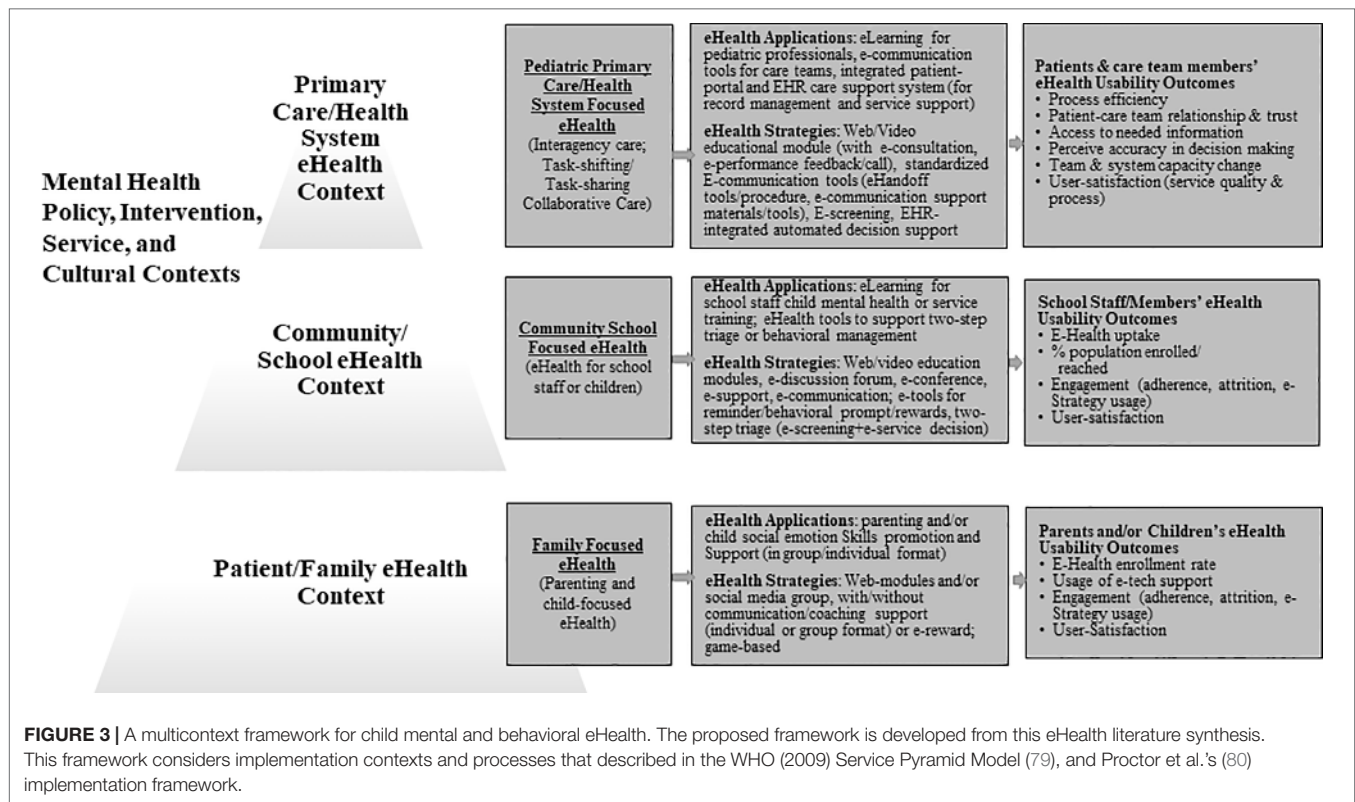 Mental Health
Policy, Intervention,
Service, and
Cultural Contexts
Primary
Care/Health
System
eHealth
Context
Pediatric Primary
Care/Health
System Focused
eHealth
(Interagency care;
Task-shifting/
Task-sharing
Collaborative Care)
eHealth Applications: eLearning for
pediatric professionals, e-communication
tools for care teams, integrated patient-
portal and EHR care support system (for
record management and service support)
eHealth Strategies: Web/Video
educational module (with e-consultation,
e-performance feedback/call), standardized
E-communication tools (eHandoff
tools/procedure, e-communication support
materials/tools), E-screening, EHR-
integrated automated decision support
Patients & care team members’
eHealth Usability Outcomes
• Process efficiency
• Patient-care team relationship & trust
• Access to needed information
• Perceive accuracy in decision making
• Team & system capacity change
• User-satisfaction (service quality &
process)
Community/
School eHealth
Context
Community School
Focused eHealth
(eHealth for school
staff or children)
eHealth Applications: eLearning for
school staff child mental health or service
training; eHealth tools to support two-step
triage or behavioral management
eHealth Strategies: Web/video education
modules, e-discussion forum, e-conference,
e-support, e-communication; e-tools for
reminder/behavioral prompt/rewards, two-
step triage (e-screening+e-service decision)
School Staff/Members’ eHealth
Usability Outcomes
• E-Health uptake
• % population enrolled/
reached
• Engagement (adherence, attrition, e-
Strategy usage)
• User-satisfaction
Patient/Family eHealth
Context
Family Focused
eHealth
(Parenting and
child-focused
eHealth)
eHealth Applications: parenting and/or
child social emotion Skills promotion and
Support (in group/individual format)
eHealth Strategies: Web-modules and/or
social media group, with/without
communication/coaching support
(individual or group format) or e-reward;
game-based
Parents and/or Children’s eHealth
Usability Outcomes
• E-Health enrollment rate
• Usage of e-tech support
• Engagement (adherence, attrition, e-
Strategy usage)
• User-Satisfaction
FIGURE 3 | A multicontext framework for child mental and behavioral eHealth. The proposed framework is developed from this eHealth literature synthesis.
This framework considers implementation contexts and processes that described in the WHO (2009) Service Pyramid Model (79), and Proctor et al.’s (80)
implementation framework.